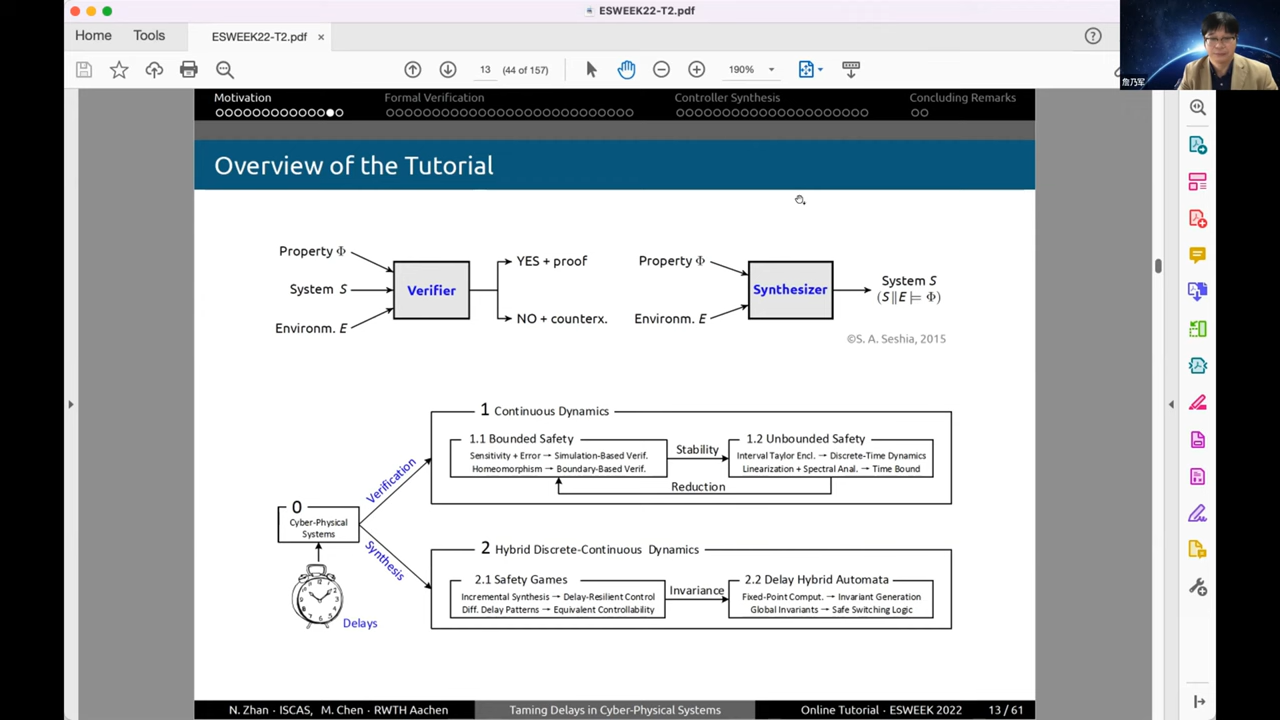 ESWEEK22-T2.pdf
Home
Tools
ESWEEK22-T2.pdf ×
13 (44 of 157)
190%
詹乃军
Motivation
Formal Verification
Controller Synthesis
Concluding Remarks
Overview of the Tutorial
Property Φ
System S
Environm. E
Verifier
YES + proof
NO + counterx.
Property Φ
Environm. E
Synthesizer
System S
(S ∥ E ⊨ Φ)
©S. A. Seshia, 2015
0
Cyber-Physical
Systems
Delays
Verification
Synthesis
1 Continuous Dynamics
1.1 Bounded Safety
Sensitivity + Error → Simulation-Based Verif.
Homeomorphism → Boundary-Based Verif.
Stability
1.2 Unbounded Safety
Interval Taylor Encl. → Discrete-Time Dynamics
Linearization + Spectral Anal. → Time Bound
Reduction
2 Hybrid Discrete-Continuous Dynamics
2.1 Safety Games
Incremental Synthesis → Delay-Resilient Control
Diff. Delay Patterns → Equivalent Controllability
Invariance
2.2 Delay Hybrid Automata
Fixed-Point Comput. → Invariant Generation
Global Invariants → Safe Switching Logic
N. Zhan · ISCAS, M. Chen · RWTH Aachen
Taming Delays in Cyber-Physical Systems
Online Tutorial · ESWEEK 2022
13 / 61